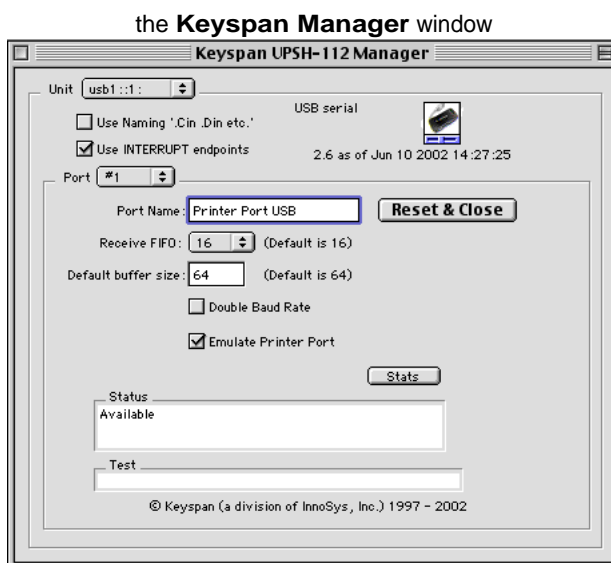 the Keyspan Manager window
Keyspan UPSH-112 Manager
Unit usb1 ::1 :
USB serial
Use Naming '.Cin .Din etc.'
Use INTERRUPT endpoints
2.6 as of Jun 10 2002 14:27:25
Port #1
Port Name: Printer Port USB
Reset & Close
Receive FIFO: 16 (Default is 16)
Default buffer size: 64 (Default is 64)
Double Baud Rate
Emulate Printer Port
Stats
Status
Available
Test
© Keyspan (a division of InnoSys, Inc.) 1997 - 2002